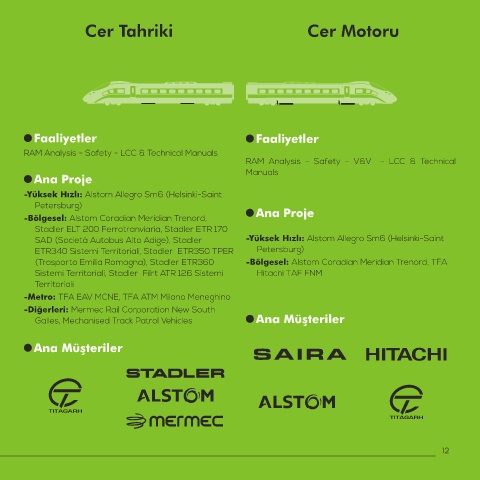 Cer Tahriki
Faaliyetler
RAM Analysis - Safety - LCC & Technical Manuals
Ana Proje
-Yüksek Hızlı: Alstom Allegro Sm6 (Helsinki-Saint
Petersburg)
-Bölgesel: Alstom Coradian Meridian Trenord,
Stadler ELT 200 Ferrotranviaria, Stadler ETR 170
SAD (Società Autobus Alto Adige), Stadler
ETR340 Sistemi Territoriali, Stadler ETR350 TPER
(Trasporto Emilia Romagna), Stadler ETR360
Sistemi Territoriali, Stadler Filrt ATR 126 Sistemi
Territoriali
-Metro: TFA EAV MCNE, TFA ATM Milano Meneghino
-Diğerleri: Mermec Rail Corporation New South
Galles, Mechanised Track Patrol Vehicles
Ana Müşteriler
TITAGARH
STADLER
ALSTOM
mermec
Cer Motoru
Faaliyetler
RAM Analysis - Safety - V&V - LCC & Technical
Manuals
Ana Proje
-Yüksek Hızlı: Alstom Allegro Sm6 (Helsinki-Saint
Petersburg)
-Bölgesel: Alstom Coradian Meridian Trenord, TFA
Hitachi TAF FNM
Ana Müşteriler
SAIRA HITACHI
ALSTOM
TITAGARH
12